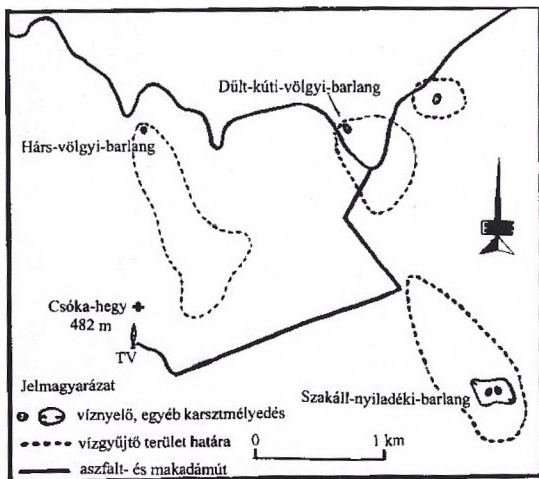 Dült-kúti-völgyi-barlang
Hárs-völgyi-barlang
É
Csóka-hegy
482 m
TV
Szakáll-nyiladéki-barlang
Jelmagyarázat
víznyelő, egyéb karsztmélyedés
vízgyűjtő terület határa
aszfalt- és makadámút
0 1 km